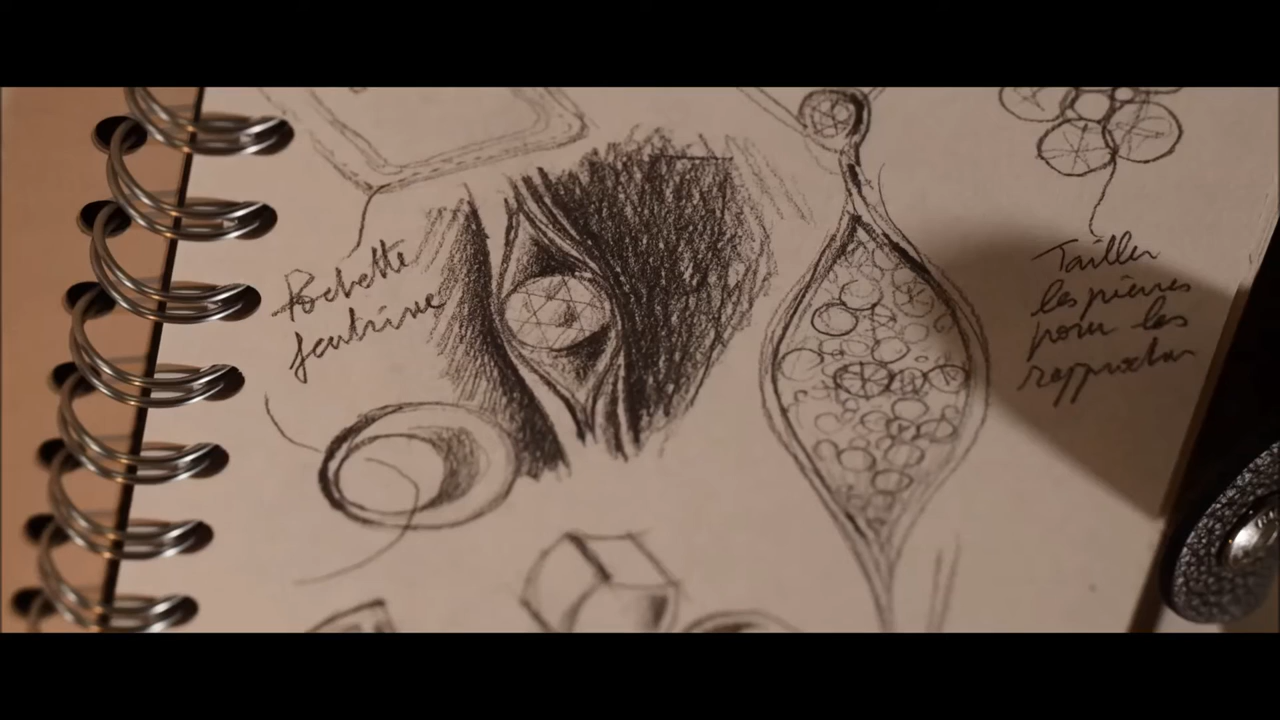 Pochette
feutrine
Tailler
les pierres
pour les
rapprocher